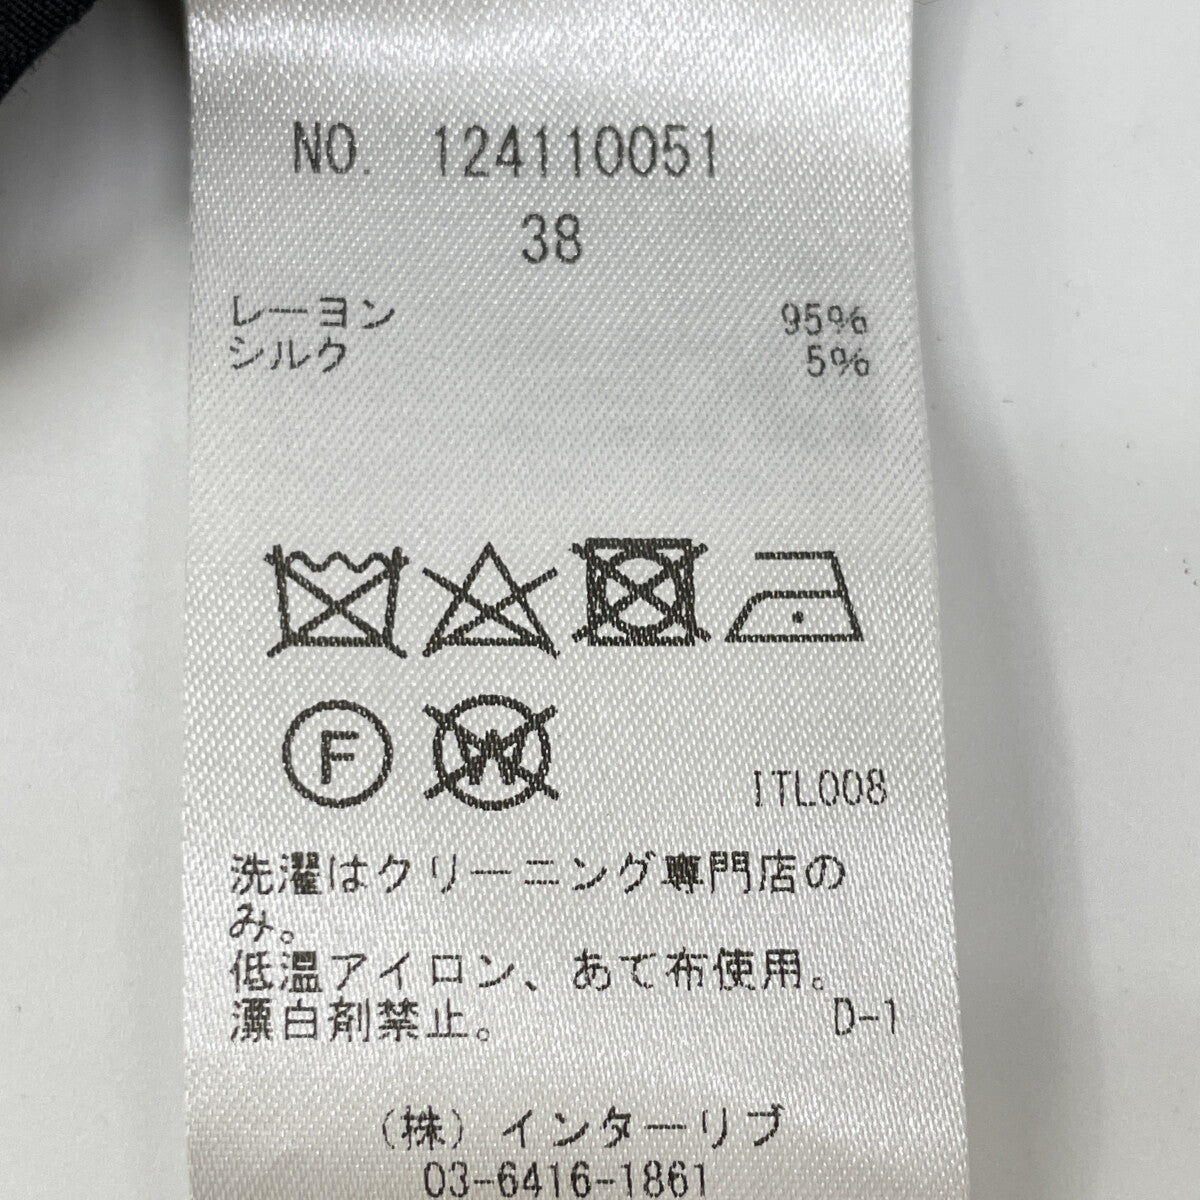 NO. 124110051
38
レーヨン 95%
シルク 5%
F
W
ITL008
洗濯はクリーニング専門店の
み。
低温アイロン、あて布使用。
漂白剤禁止。 D-1
(株) インターリブ
03-6416-1861